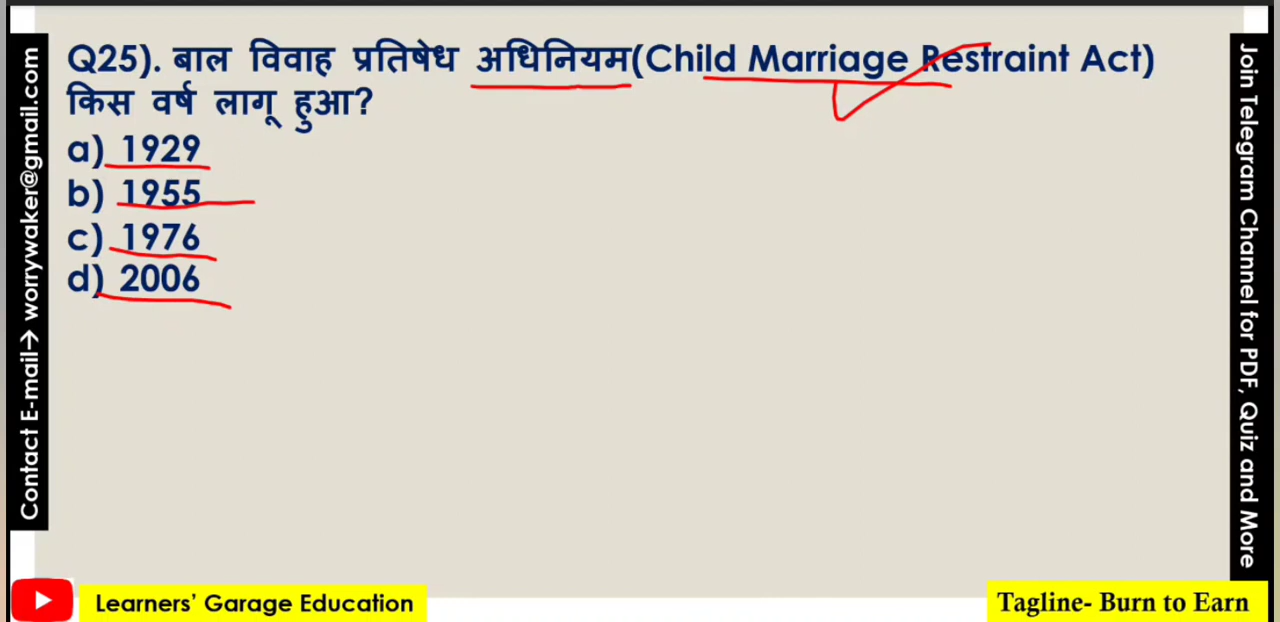 Q25). बाल विवाह प्रतिषेध अधिनियम(Child Marriage Restraint Act)
किस वर्ष लागू हुआ?
a) 1929
b) 1955
c) 1976
d) 2006
Contact E-mail→ worrywaker@gmail.com
Join Telegram Channel for PDF, Quiz and More
Learners’ Garage Education
Tagline- Burn to Earn